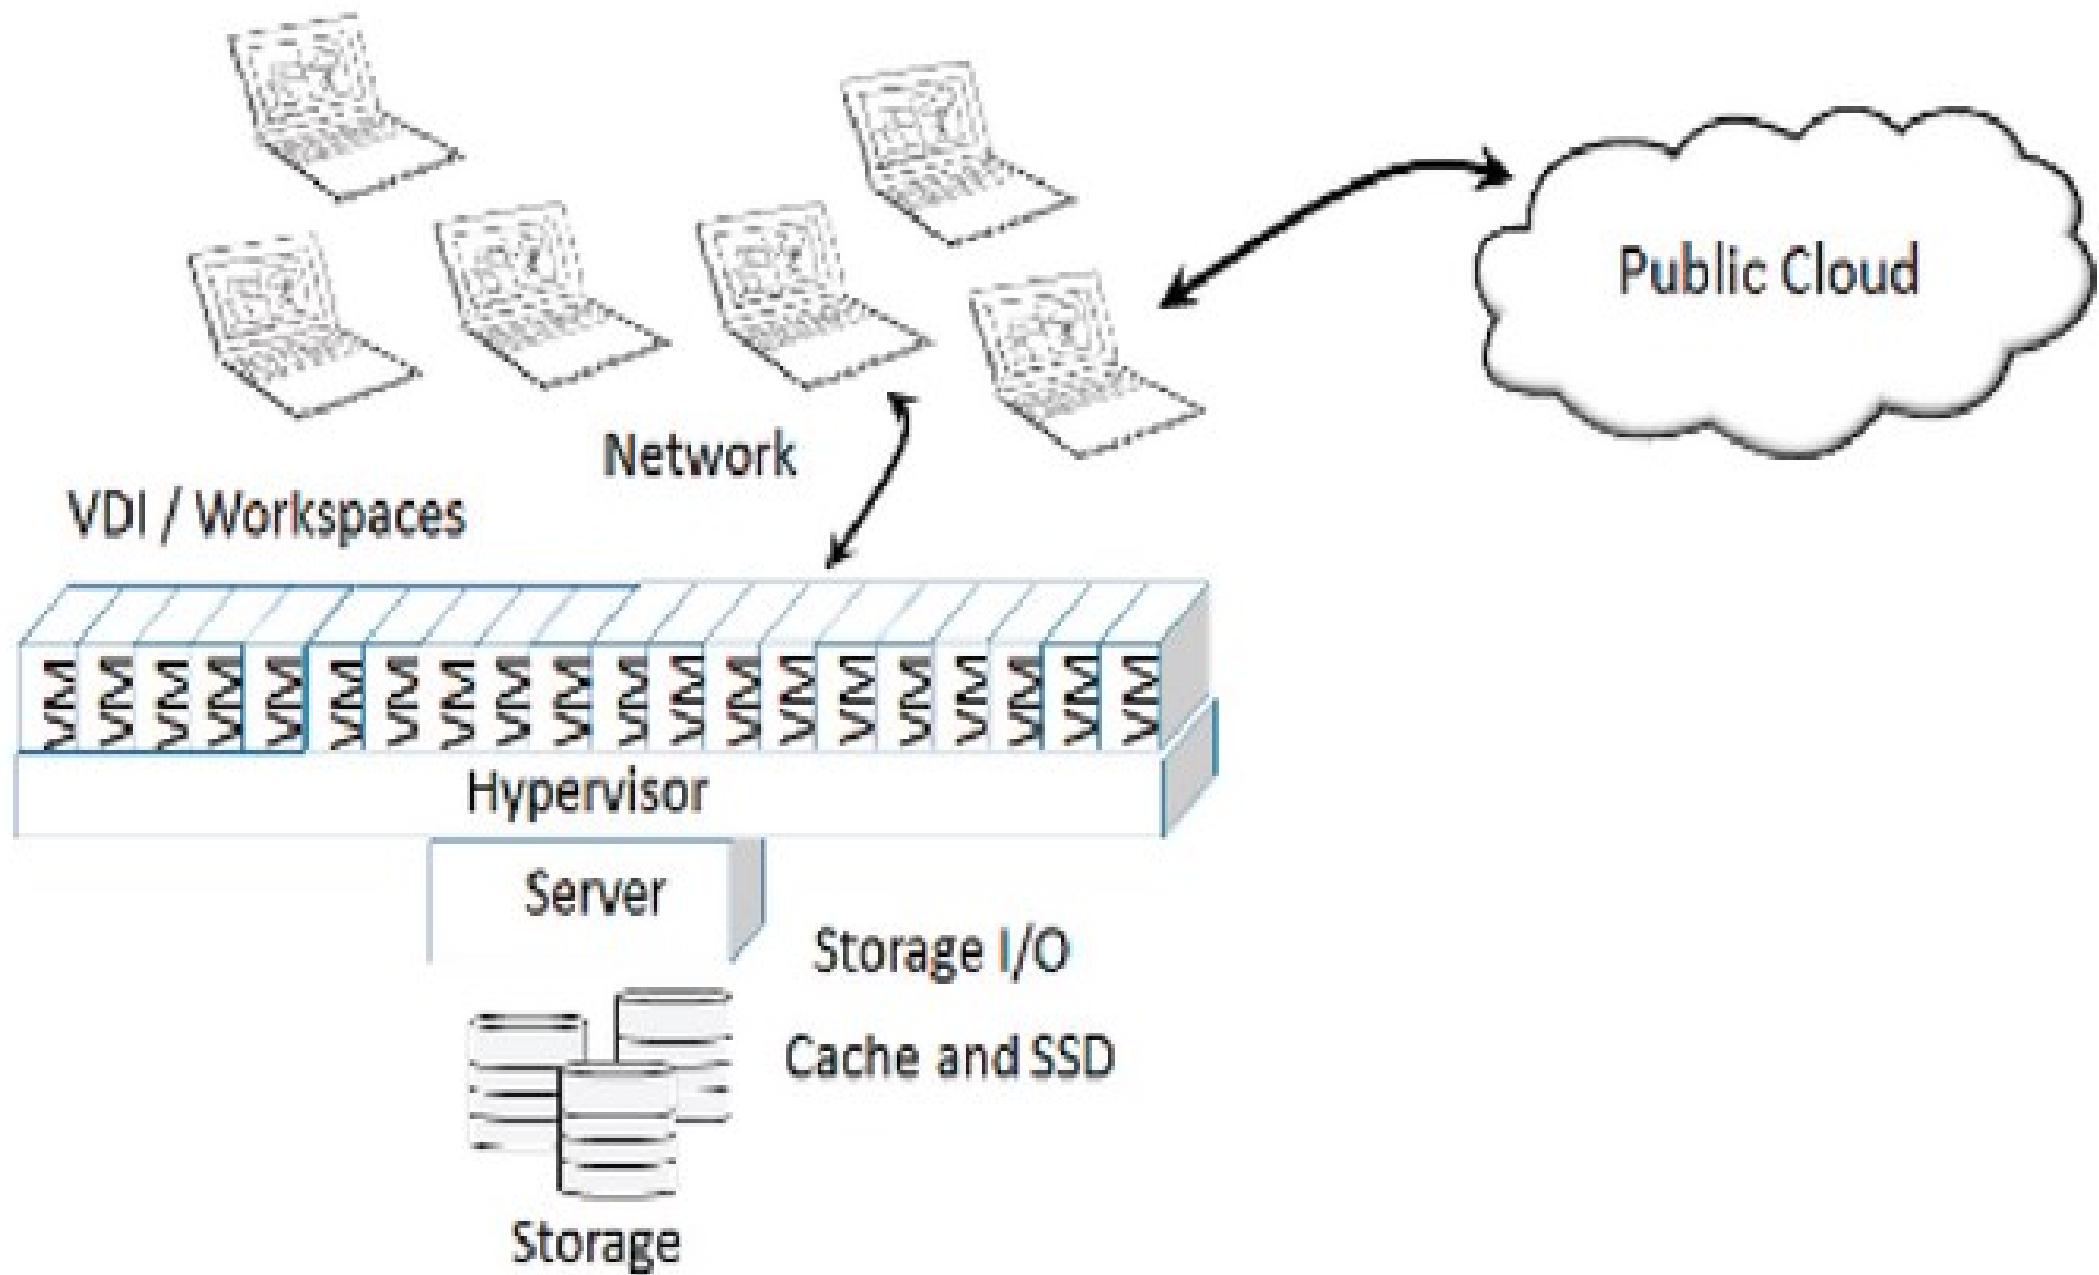 Public Cloud
Network
VDI / Workspaces
VM VM VM VM VM VM VM VM VM VM VM VM VM VM VM VM VM VM VM VM
Hypervisor
Server
Storage I/O
Cache and SSD
Storage